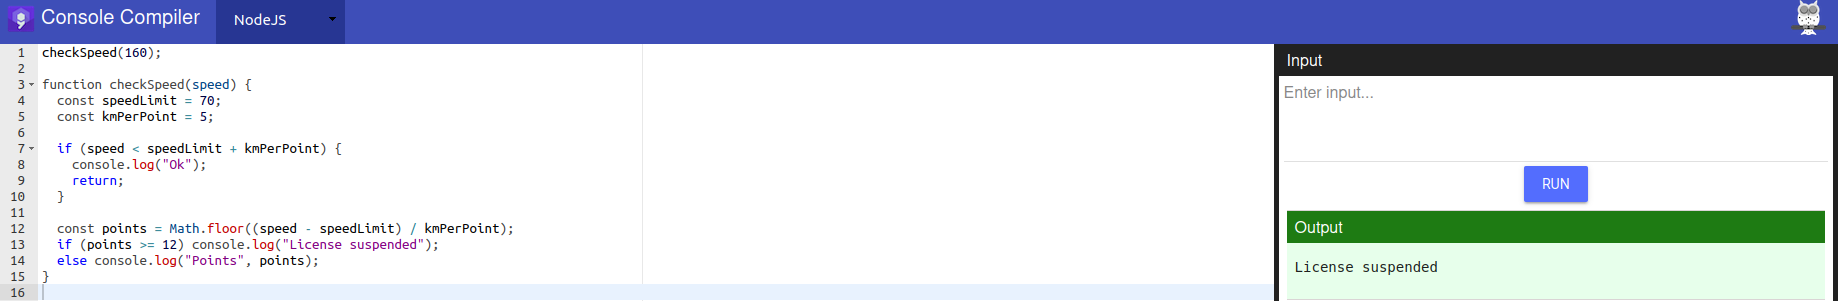 Console Compiler
NodeJS
1 checkSpeed(160);
2
3 function checkSpeed(speed) {
4   const speedLimit = 70;
5   const kmPerPoint = 5;
6
7   if (speed < speedLimit + kmPerPoint) {
8     console.log("Ok");
9     return;
10   }
11
12   const points = Math.floor((speed - speedLimit) / kmPerPoint);
13   if (points >= 12) console.log("License suspended");
14   else console.log("Points", points);
15 }
16
Input
Enter input...
RUN
Output
License suspended